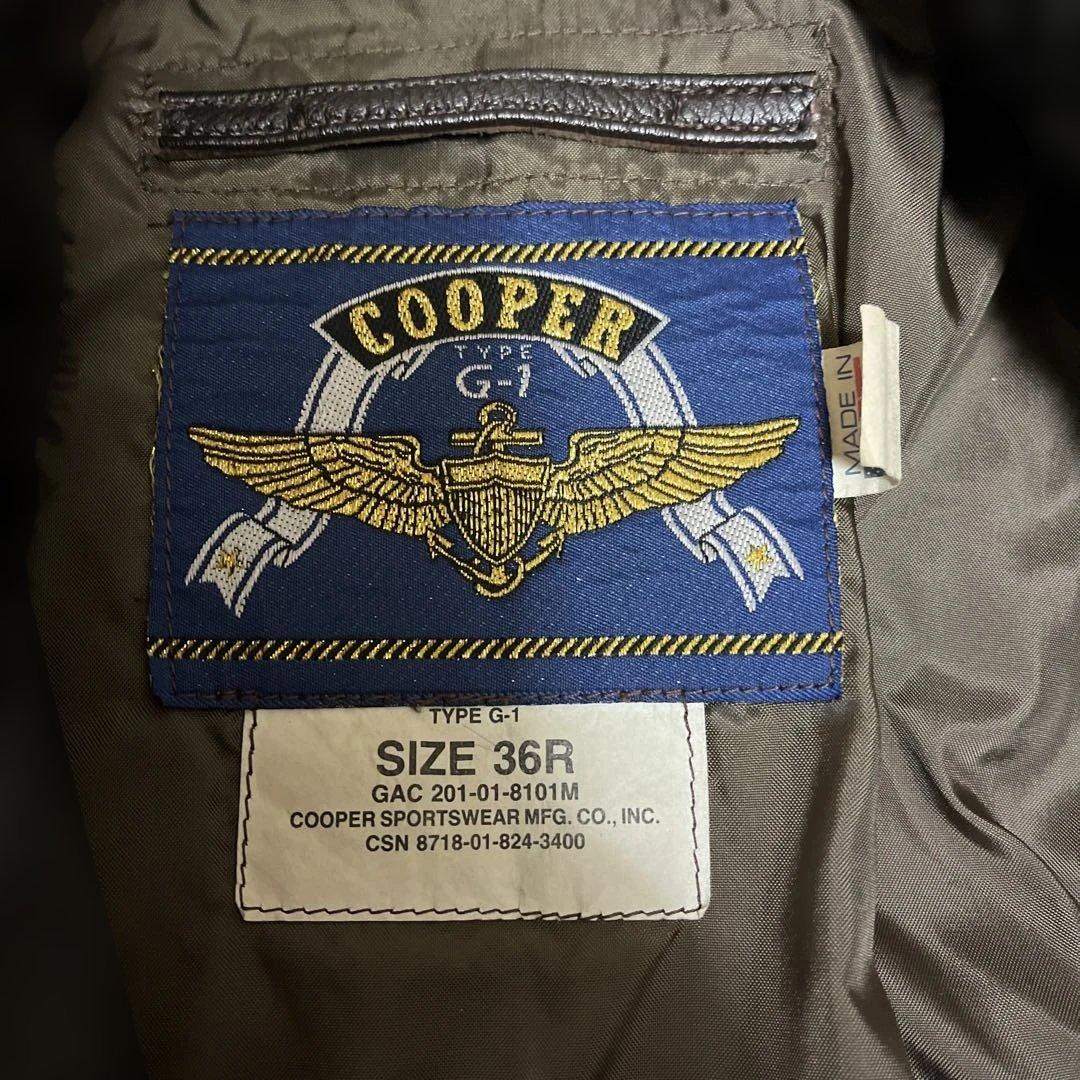 COOPER
TYPE
G-1
MADE IN
TYPE G-1
SIZE 36R
GAC 201-01-8101M
COOPER SPORTSWEAR MFG. CO., INC.
CSN 8718-01-824-3400